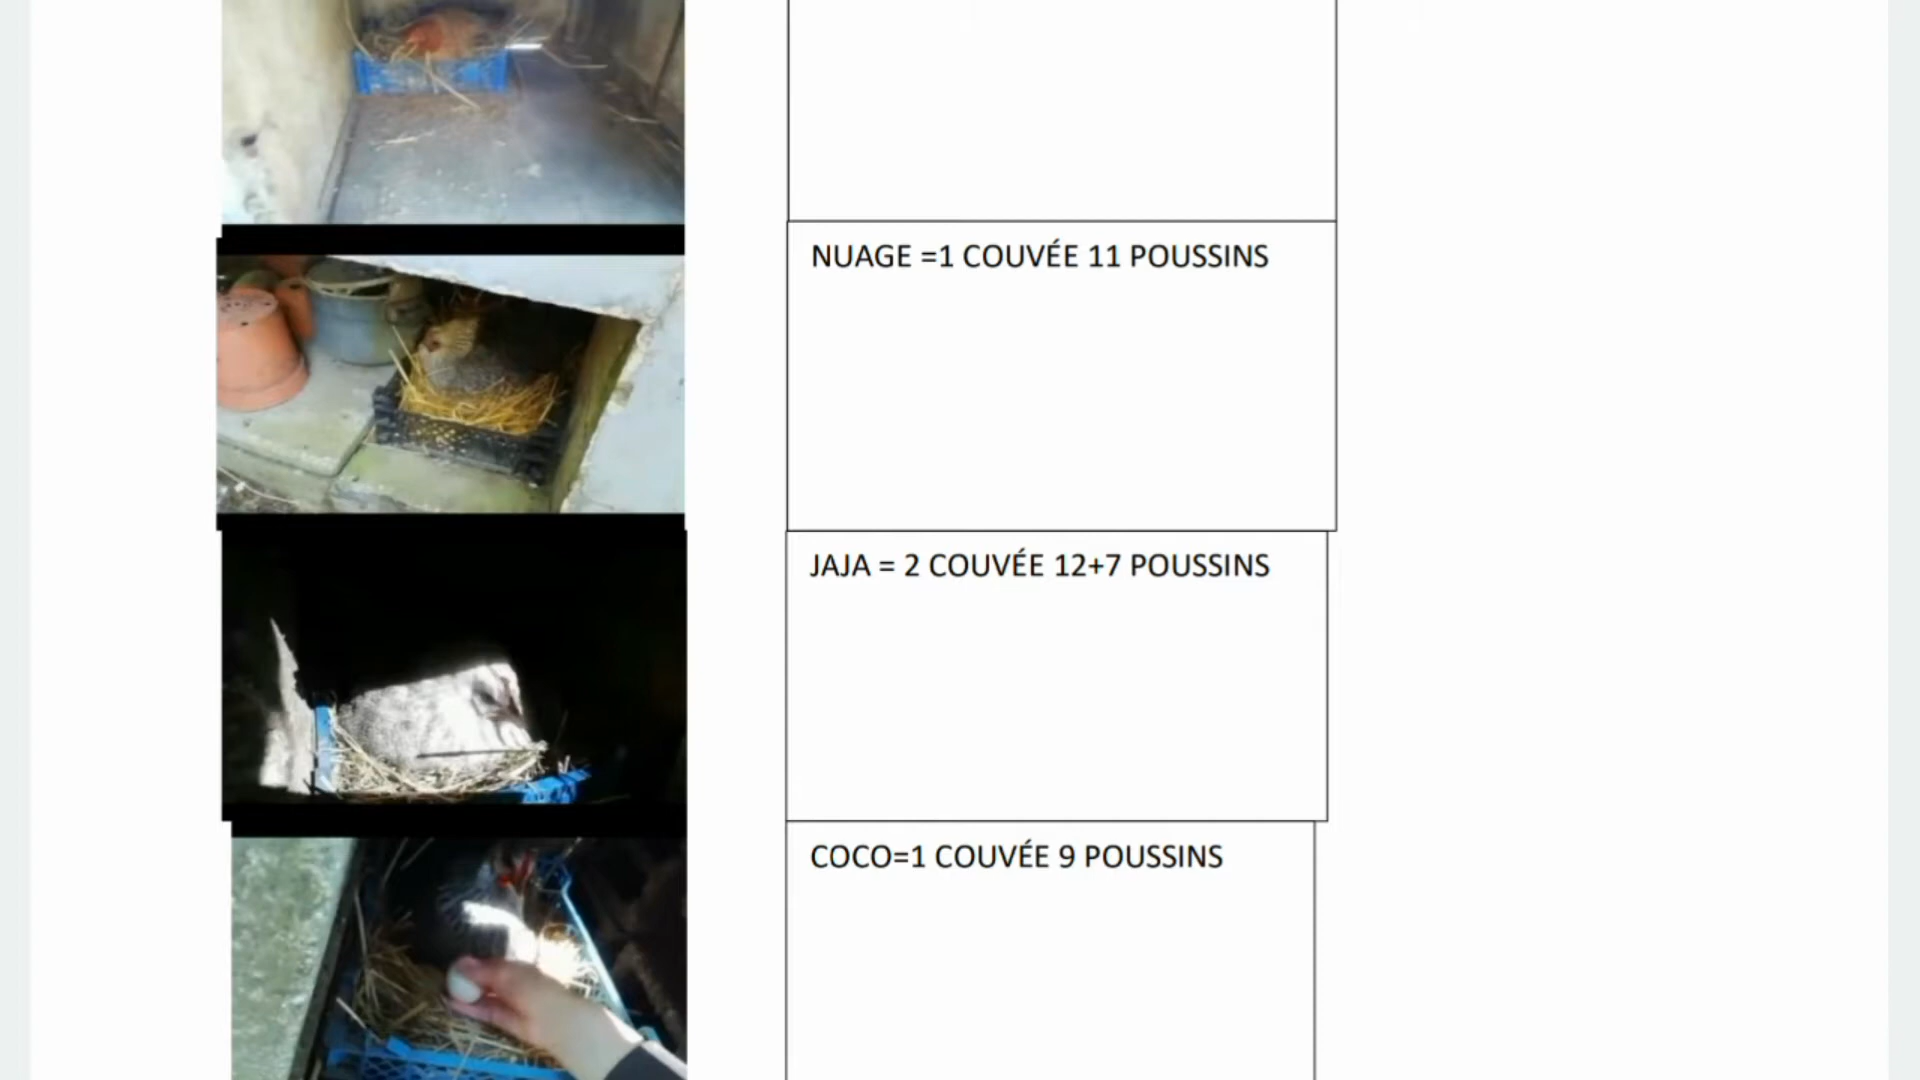 NUAGE =1 COUVÉE 11 POUSSINS
JAJA = 2 COUVÉE 12+7 POUSSINS
COCO=1 COUVÉE 9 POUSSINS